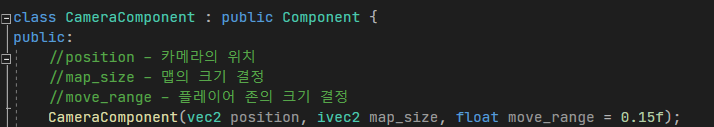 class CameraComponent : public Component {
public:
//position – 카메라의 위치
//map_size – 맵의 크기 결정
//move_range – 플레이어 존의 크기 결정
CameraComponent(vec2 position, ivec2 map_size, float move_range = 0.15f);